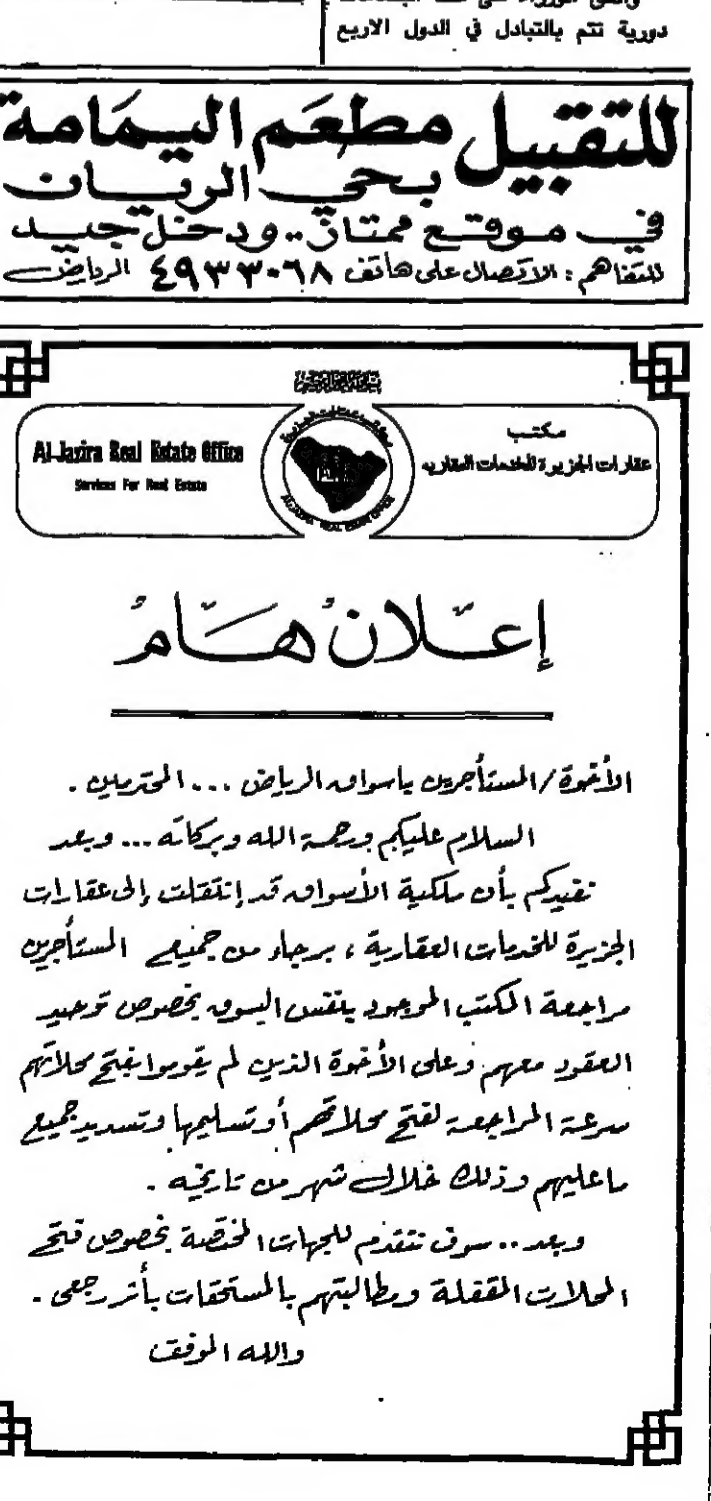 دورية تتم بالتبادل في الدول الاربع
للتقبيل مطعم اليمامة
بحي الريان
في موقع ممتاز .. ودخل جيد
للتفاهم : الاتصال على هاتف ٤٩٣٣٠٦٨ الرياض
مكتب
عقارات الجزيرة للخدمات العقاريه
Al-Jazira Real Estate Office
Services For Real Estate
إعلان هام
الأخوة / المستأجرين باسواق الرياض ... المحترمين .
السلام عليكم ورحمة الله وبركاته ... وبعد
نفيدكم بأن ملكية الأسواق قد إنتقلت إلى عقارات
الجزيرة للخدمات العقارية ، برجاء من جميع المستأجرين
مراجعة المكتب الموجود بنفس السوق بخصوص توحيد
العقود معهم وعلى الأخوة الذين لم يقوموا بفتح محلاتهم
سرعة المراجعة لفتح محلاتهم أو تسليمها وتسديد جميع
ما عليهم وذلك خلال شهر من تاريخه .
وبعد .. سوف نتقدم للجهات المختصة بخصوص فتح
المحلات المقفلة ومطالبتهم بالمستحقات بأثر رجعى .
والله الموفق